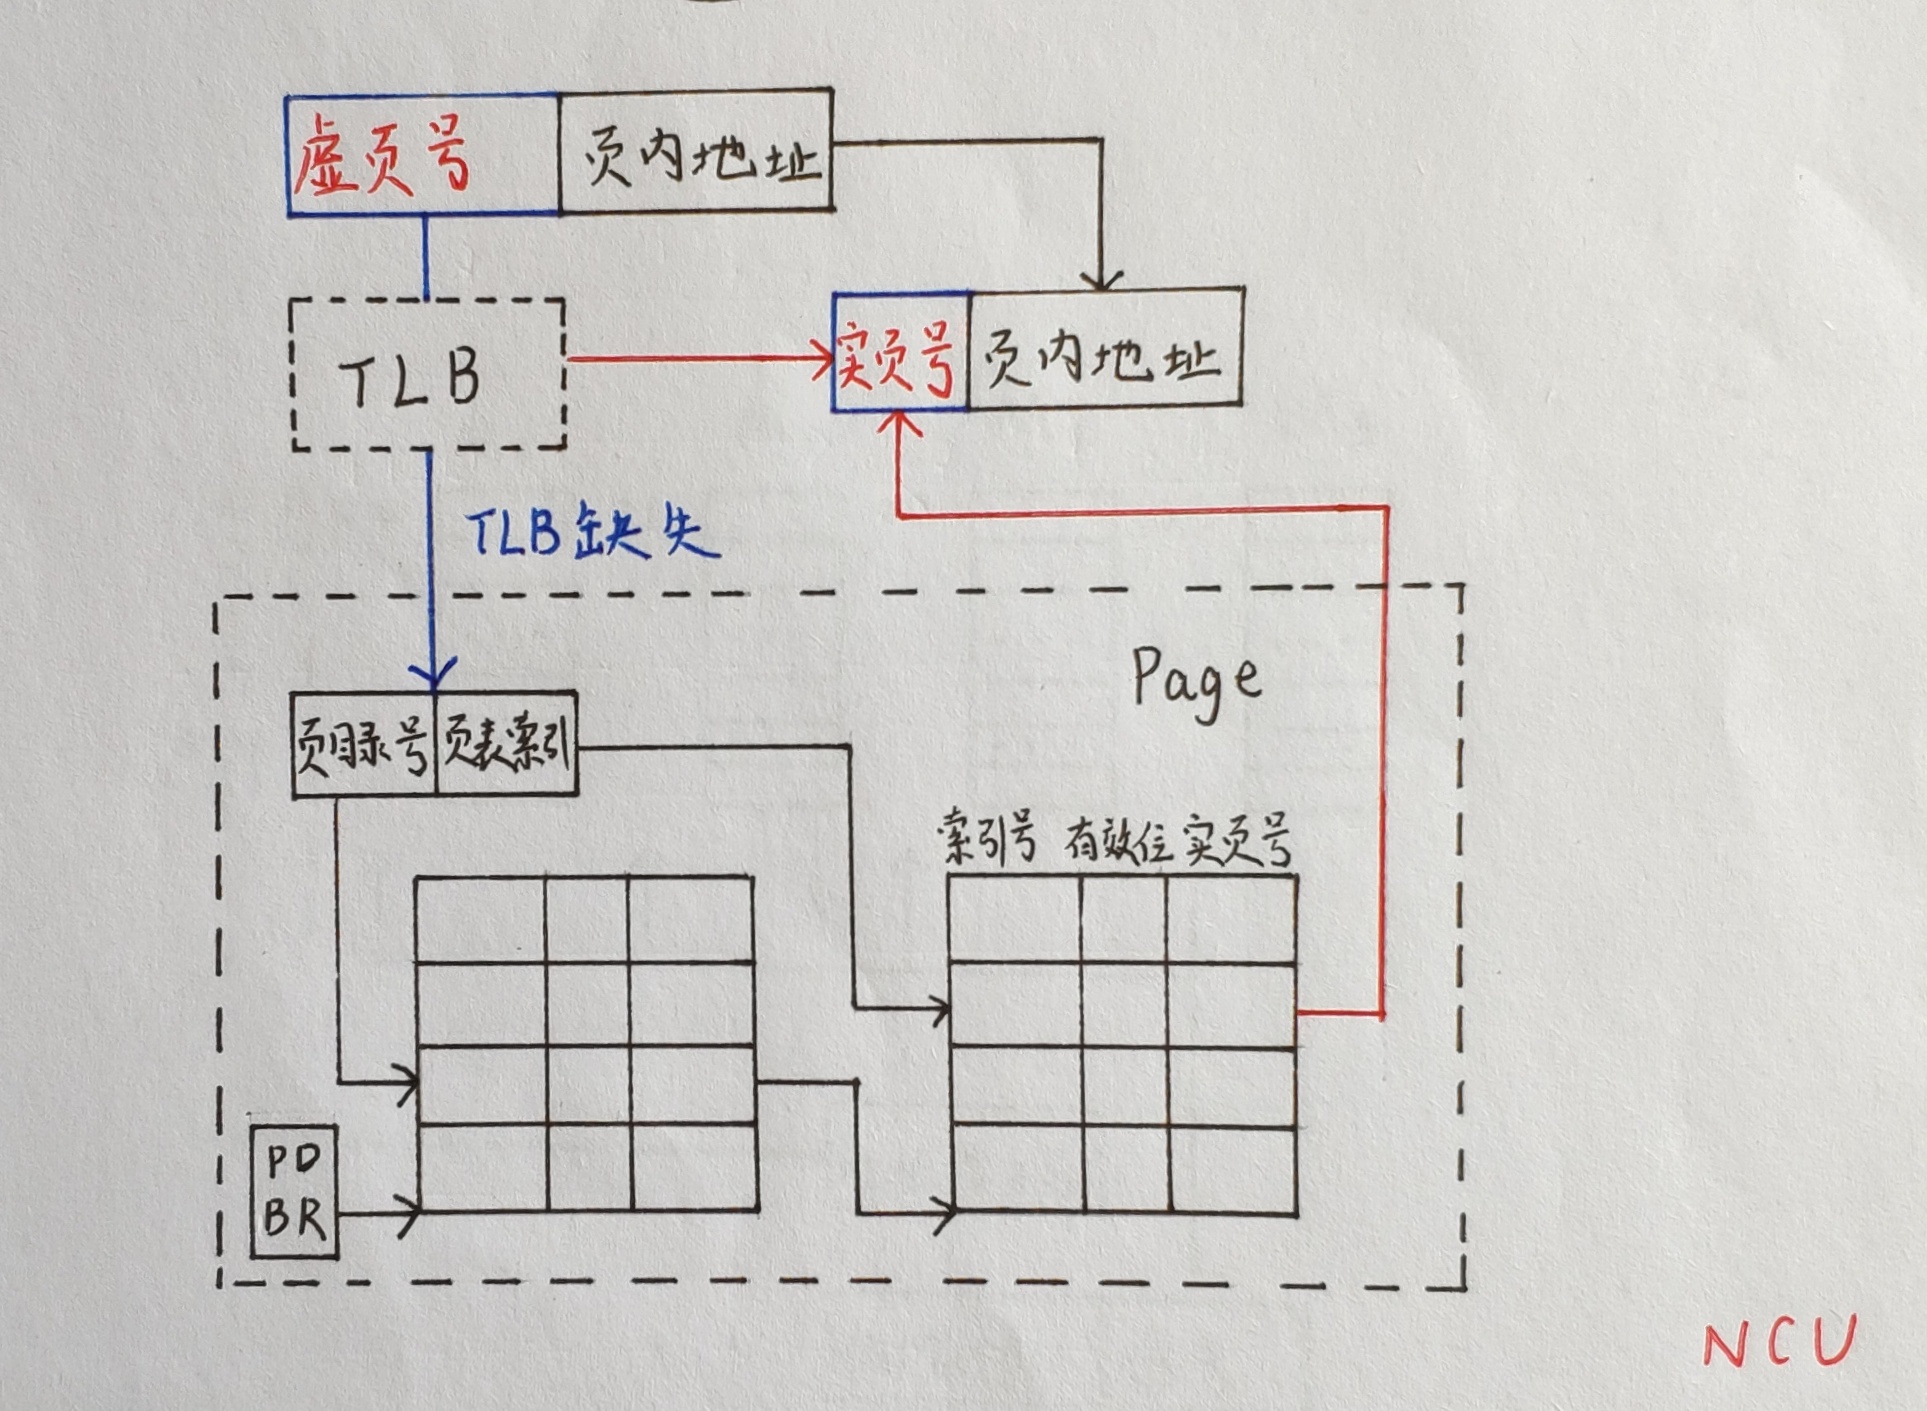 虚页号 页内地址
TLB
实页号 页内地址
TLB缺失
Page
页目录号 页表索引
索引号 有效位 实页号
PD
BR
NCU